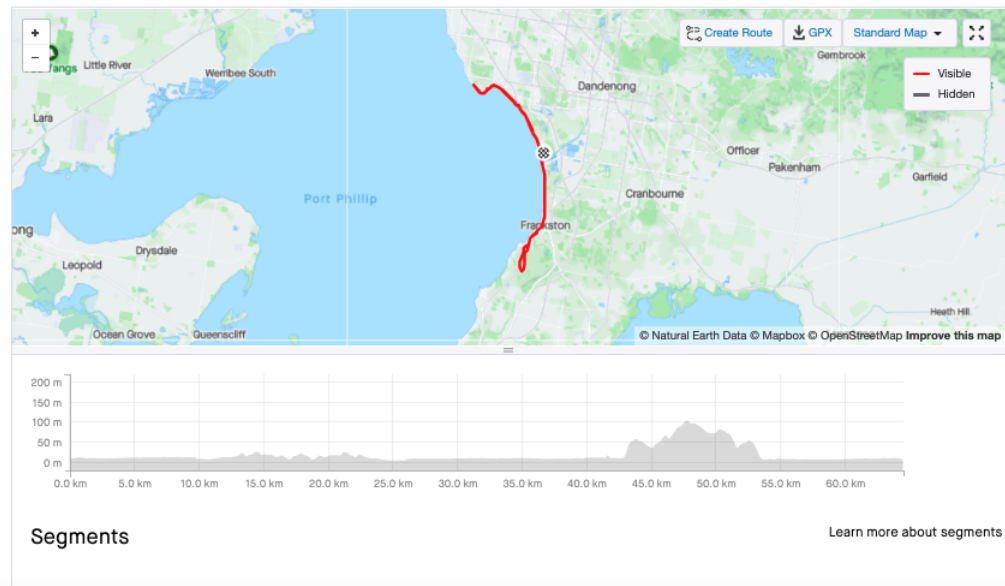 +
Create Route
GPX
Standard Map
Little River
Gembrook
-
Werribee South
Visible
Dandenong
Hidden
Lara
Officer
Pakenham
Garfield
Port Phillip
Cranbourne
Frankston
Drysdale
Leopold
Ocean Grove
Queenscliff
Heath Hill
© Natural Earth Data © Mapbox © OpenStreetMap Improve this map
200 m
150 m
100 m
50 m
0 m
0.0 km 5.0 km 10.0 km 15.0 km 20.0 km 25.0 km 30.0 km 35.0 km 40.0 km 45.0 km 50.0 km 55.0 km 60.0 km
Segments
Learn more about segments